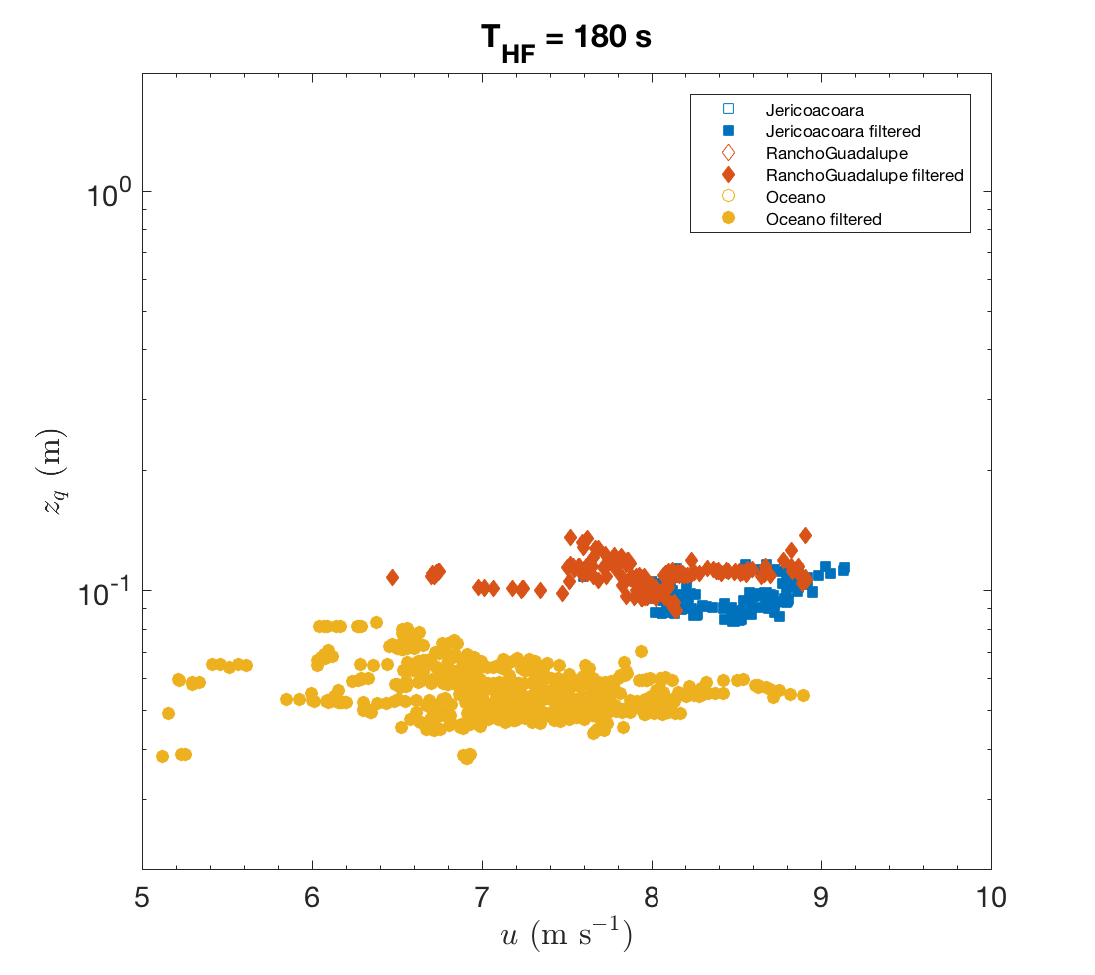 T_HF = 180 s
Jericoacoara
Jericoacoara filtered
RanchoGuadalupe
RanchoGuadalupe filtered
Oceano
Oceano filtered
10^0
10^-1
z_q (m)
5 6 7 8 9 10
u (m s^−1)